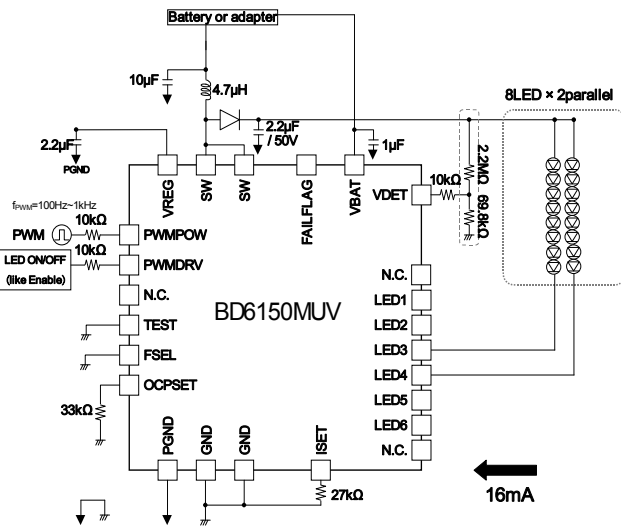 Battery or adapter
10µF
4.7µH
8LED × 2parallel
2.2µF
/ 50V
2.2µF
PGND
1µF
2.2MΩ
69.8kΩ
10kΩ
VREG
SW
SW
FAILFLAG
VBAT
VDET
fPWM=100Hz~1kHz
10kΩ
PWM
PWMPOW
10kΩ
LED ON/OFF
(like Enable)
PWMDRV
N.C.
TEST
FSEL
OCPSET
33kΩ
BD6150MUV
N.C.
LED1
LED2
LED3
LED4
LED5
LED6
N.C.
PGND
GND
GND
ISET
27kΩ
16mA